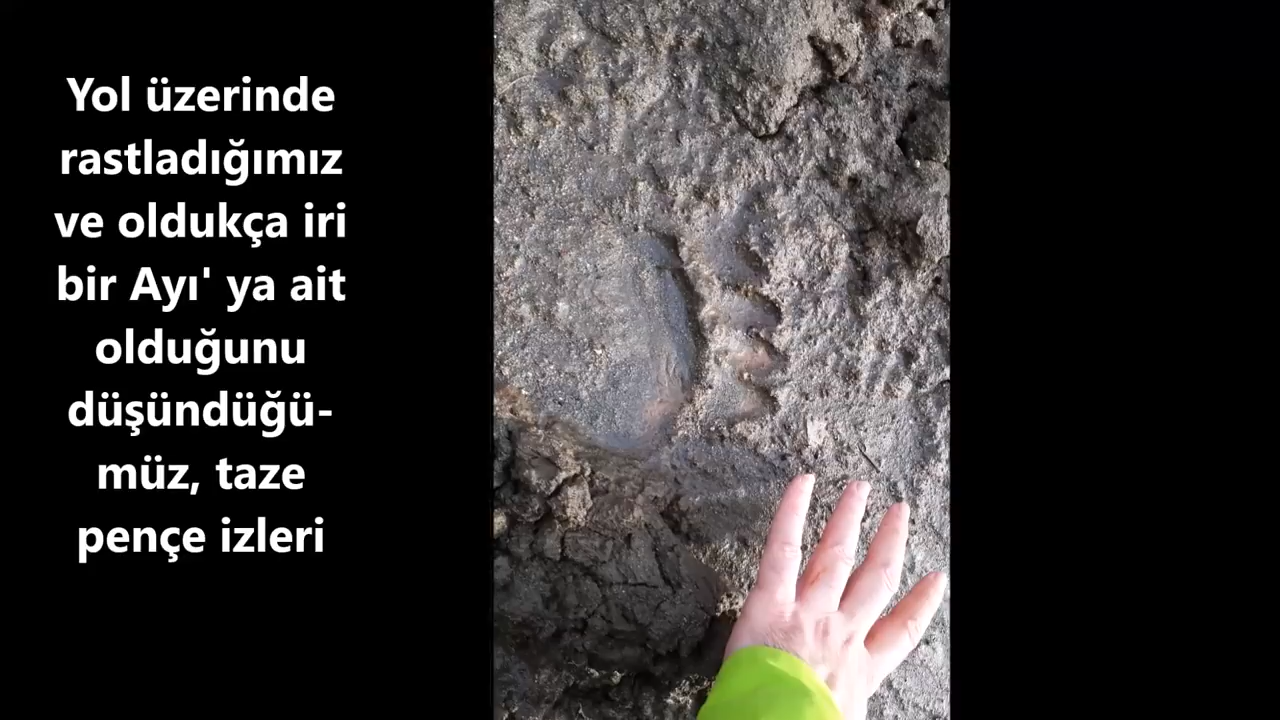 Yol üzerinde
rastladığımız
ve oldukça iri
bir Ayı' ya ait
olduğunu
düşündüğü-
müz, taze
pençe izleri